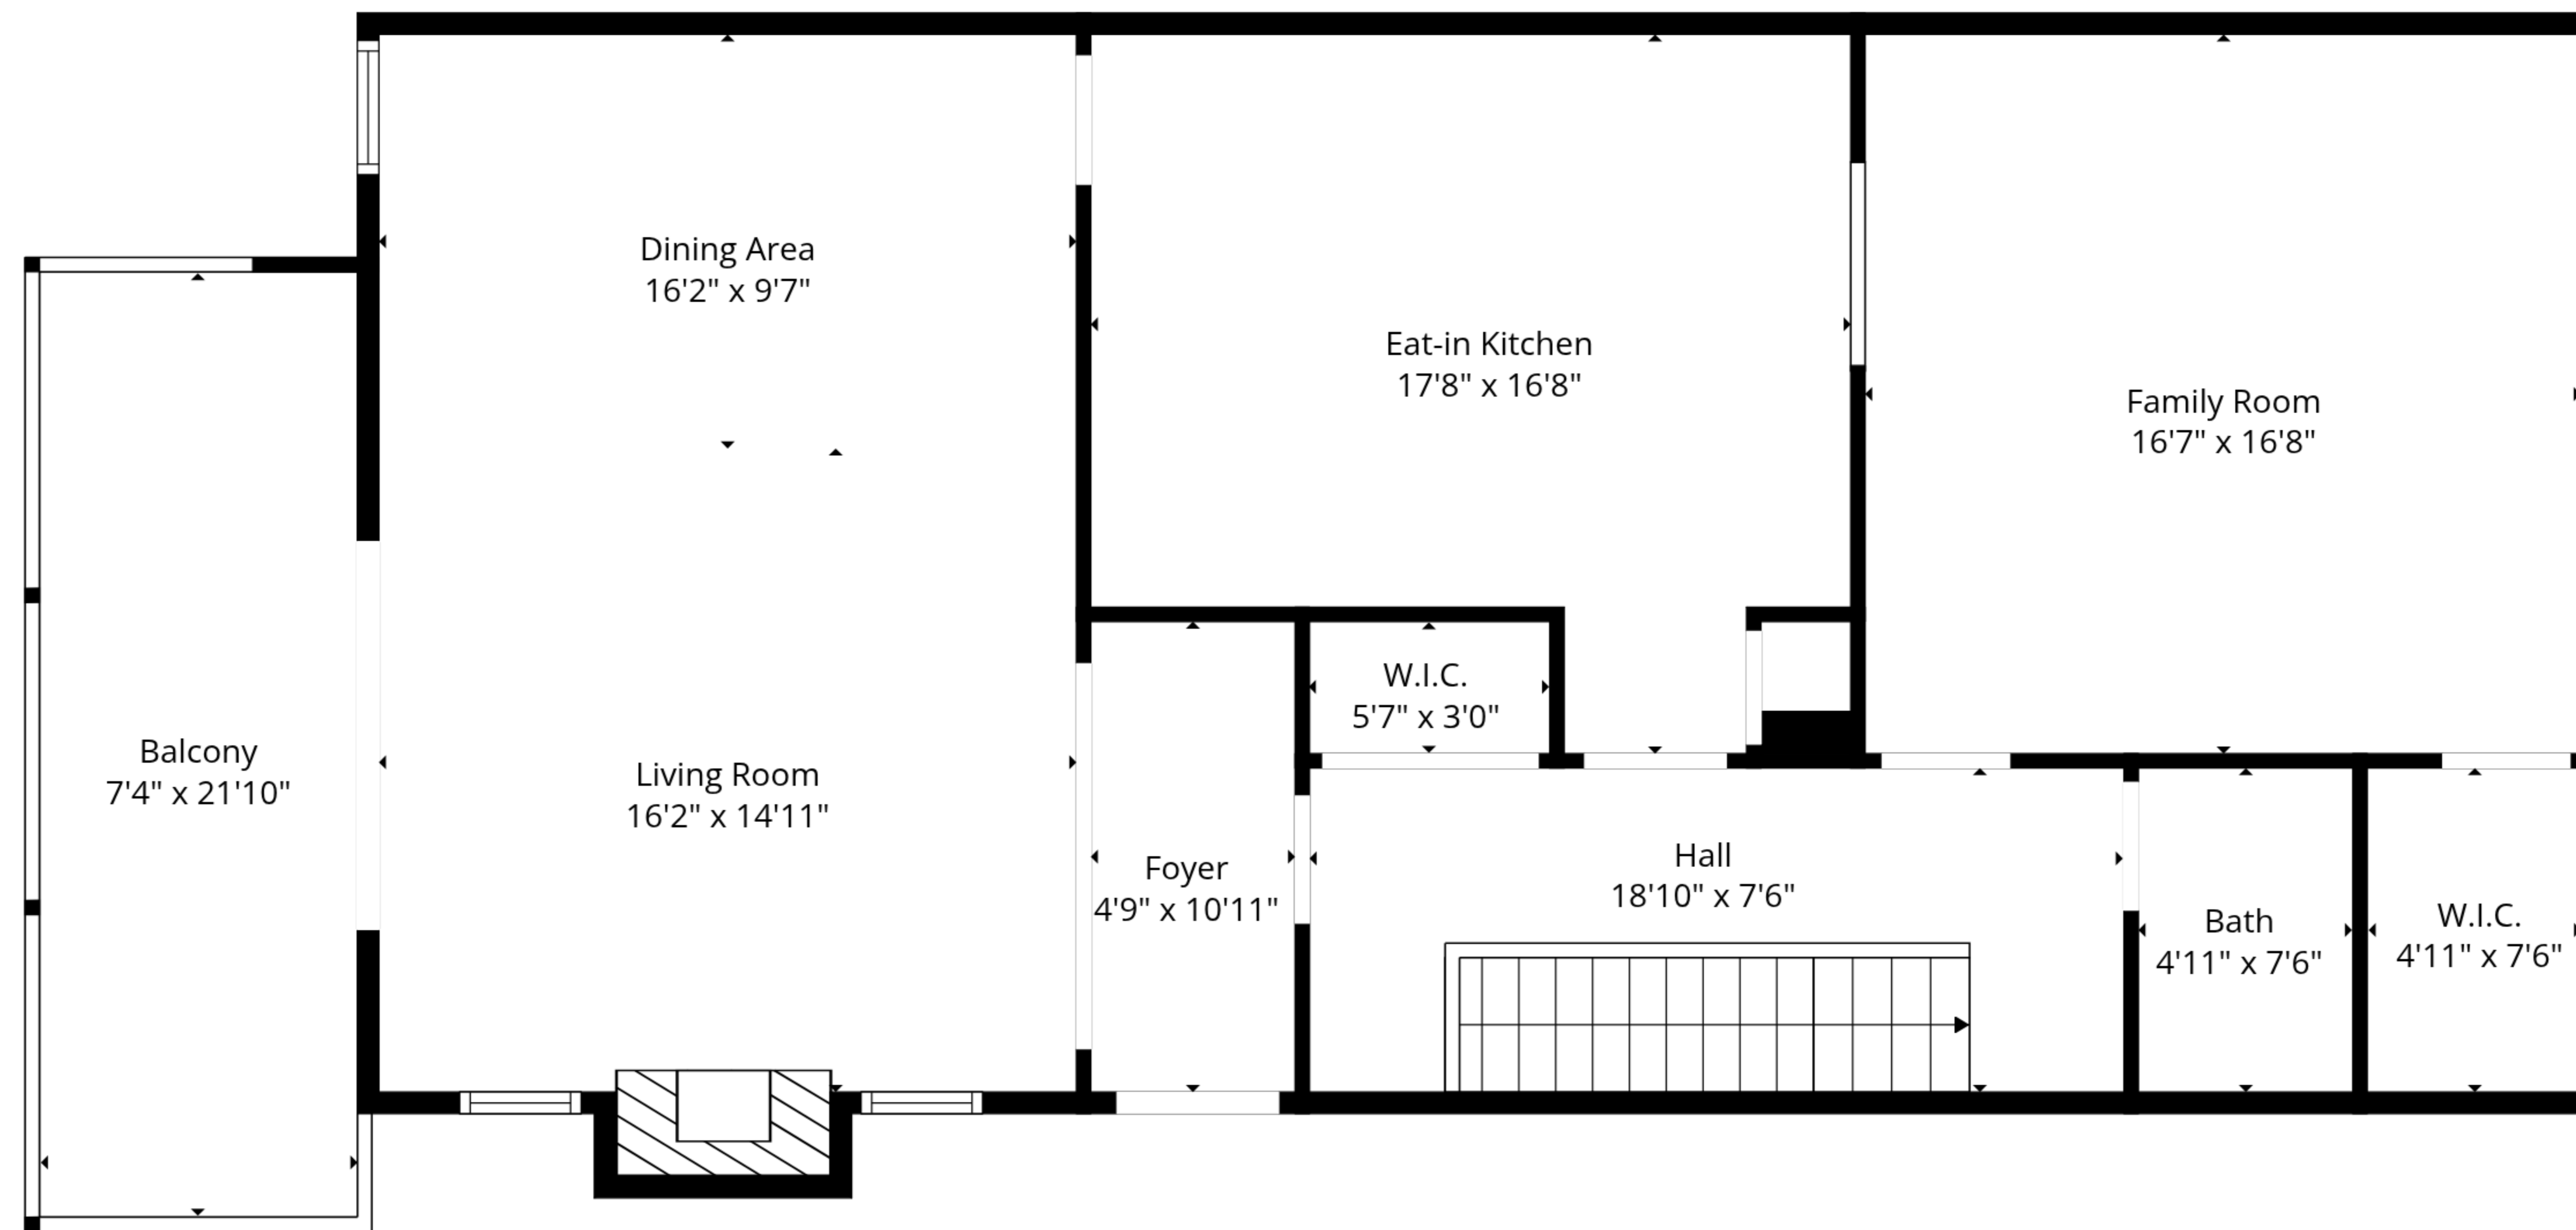 Dining Area
16'2" x 9'7"
Eat-in Kitchen
17'8" x 16'8"
Family Room
16'7" x 16'8"
W.I.C.
5'7" x 3'0"
Balcony
7'4" x 21'10"
Living Room
16'2" x 14'11"
Foyer
4'9" x 10'11"
Hall
18'10" x 7'6"
Bath
4'11" x 7'6"
W.I.C.
4'11" x 7'6"